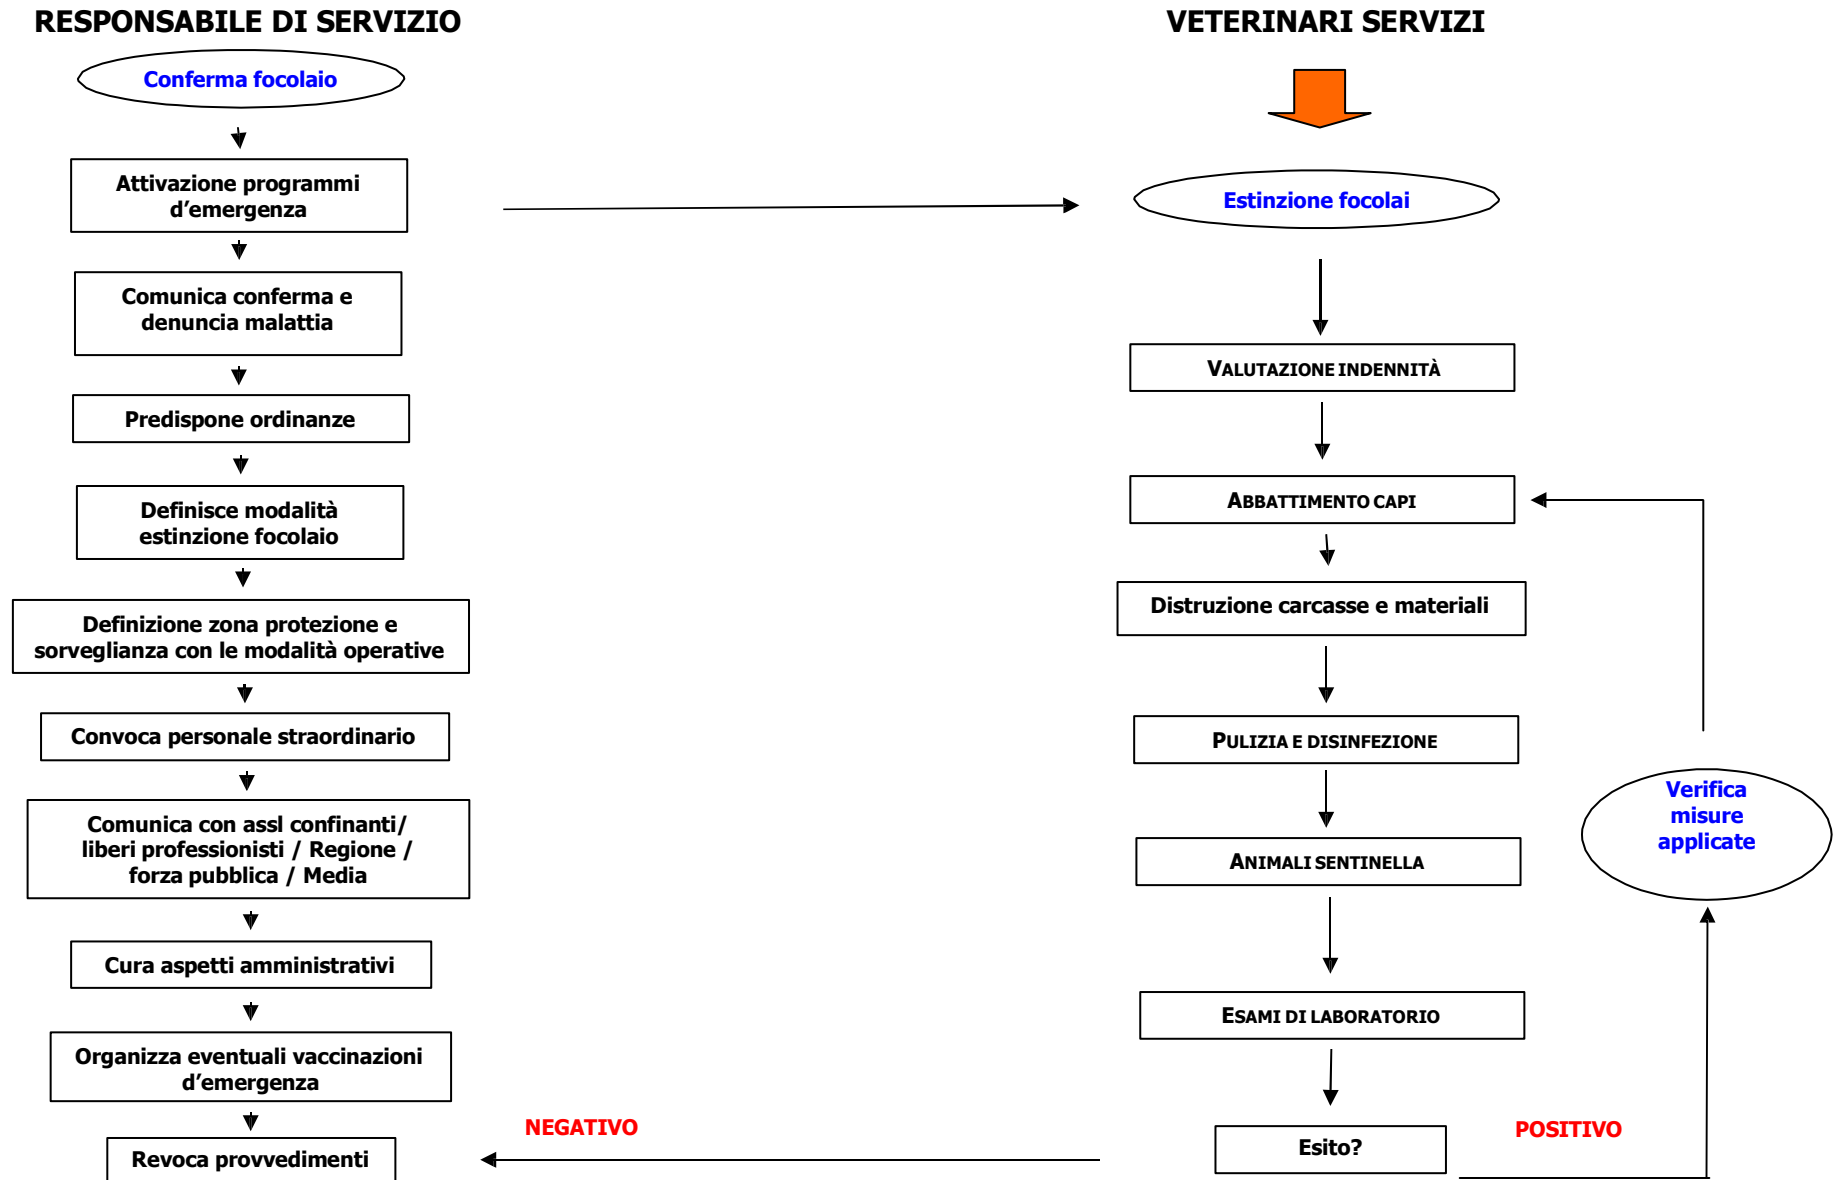 RESPONSABILE DI SERVIZIO
Conferma focolaio
Attivazione programmi
d’emergenza
Comunica conferma e
denuncia malattia
Predispone ordinanze
Definisce modalità
estinzione focolaio
Definizione zona protezione e
sorveglianza con le modalità operative
Convoca personale straordinario
Comunica con assl confinanti/
liberi professionisti / Regione /
forza pubblica / Media
Cura aspetti amministrativi
Organizza eventuali vaccinazioni
d’emergenza
Revoca provvedimenti
VETERINARI SERVIZI
Estinzione focolai
VALUTAZIONE INDENNITÀ
ABBATTIMENTO CAPI
Distruzione carcasse e materiali
PULIZIA E DISINFEZIONE
ANIMALI SENTINELLA
ESAMI DI LABORATORIO
Esito?
NEGATIVO
POSITIVO
Verifica
misure
applicate